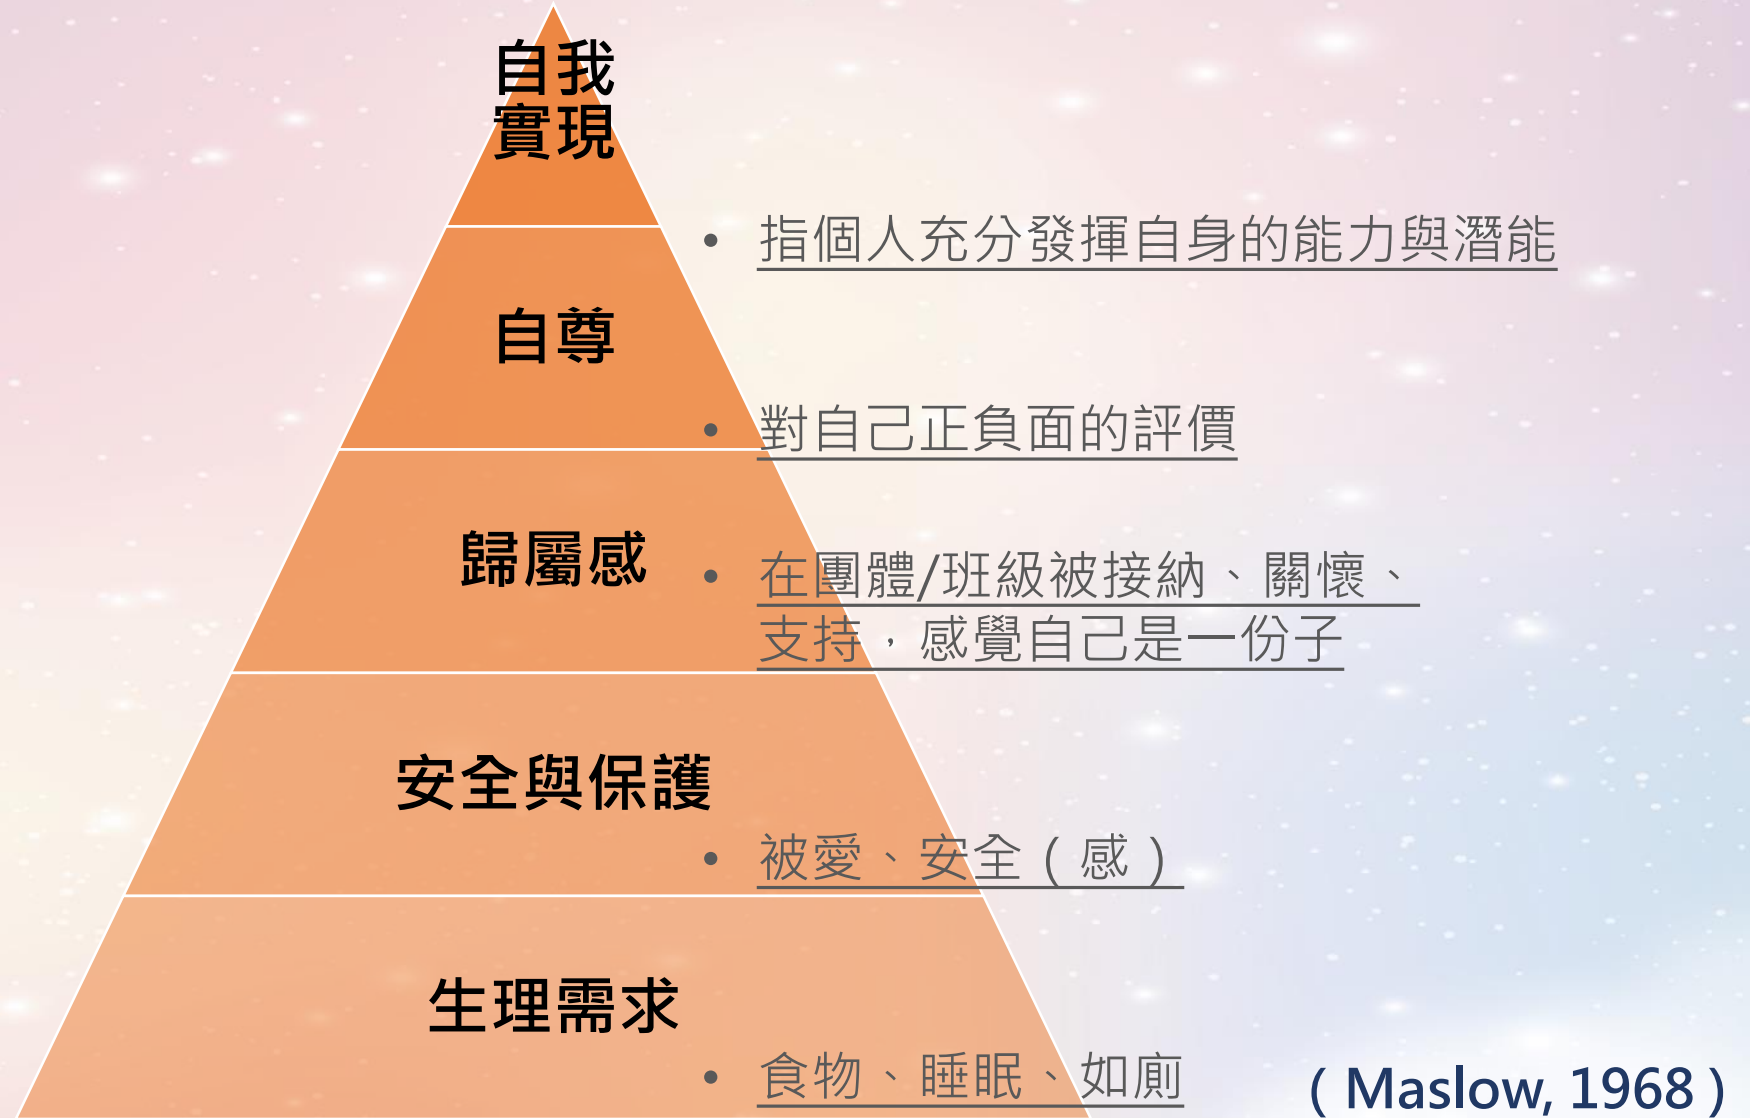 自我
實現
• 指個人充分發揮自身的能力與潛能
自尊
• 對自己正負面的評價
歸屬感
• 在團體/班級被接納、關懷、
支持，感覺自己是一份子
安全與保護
• 被愛、安全（感）
生理需求
• 食物、睡眠、如廁
（Maslow, 1968）